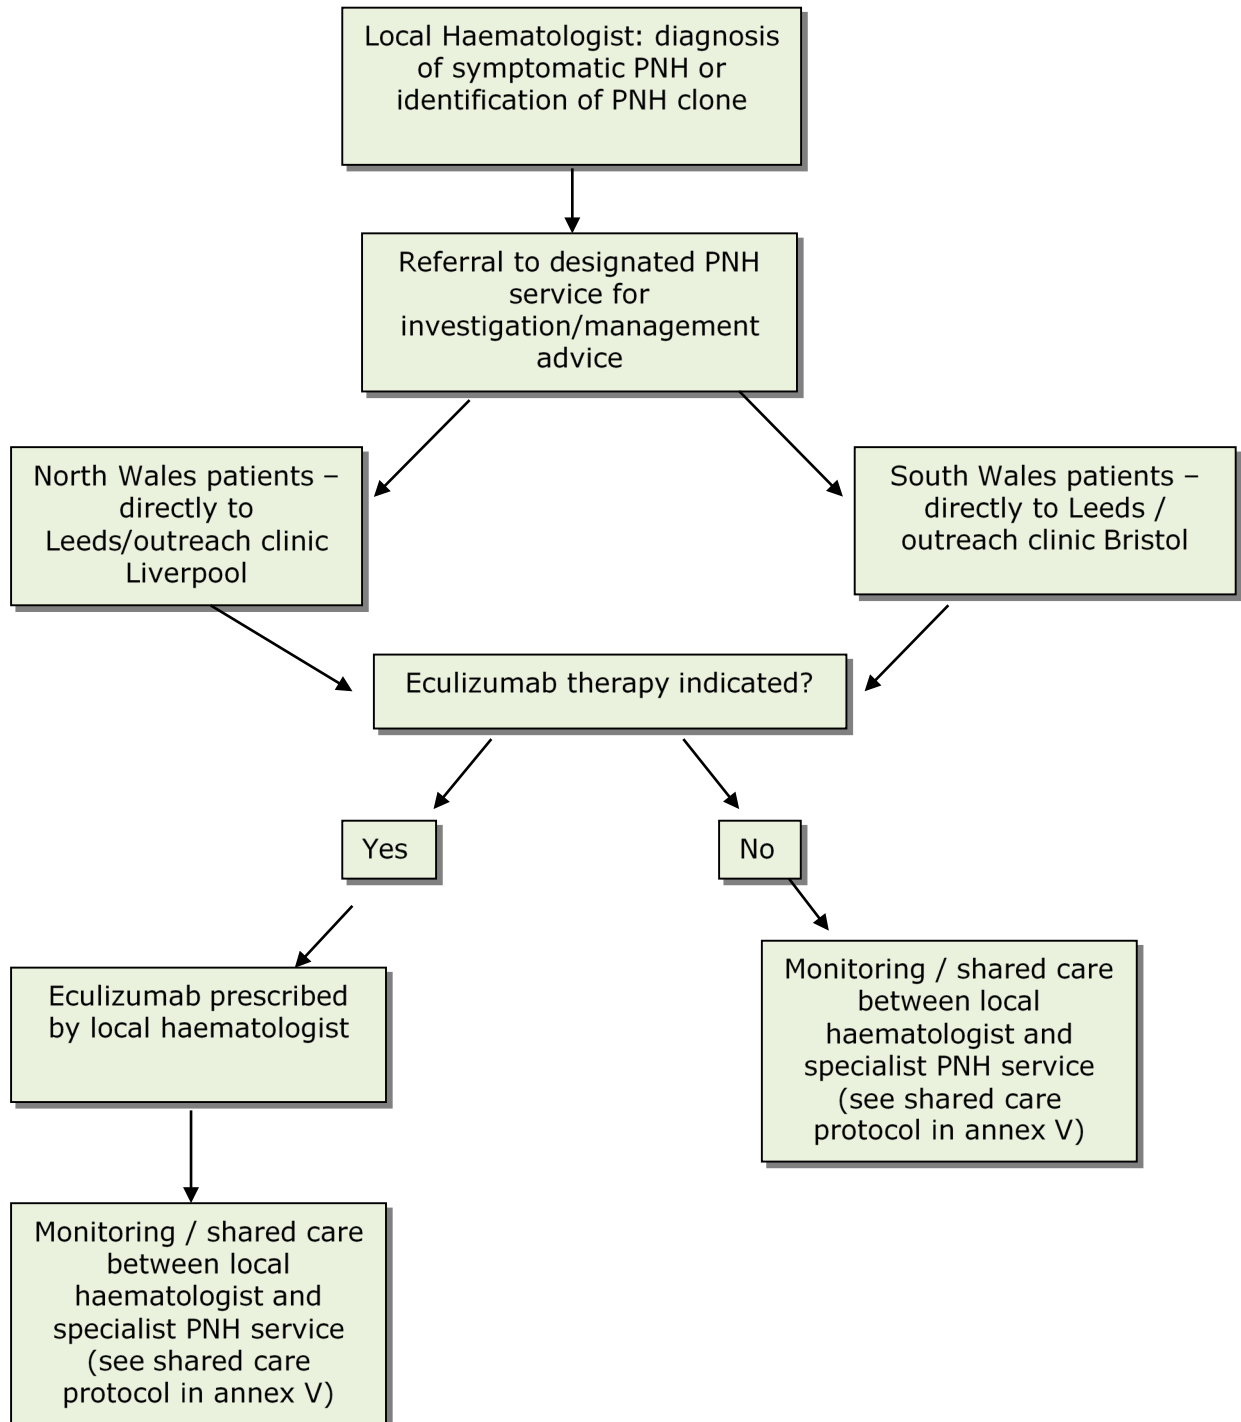 Local Haematologist: diagnosis
of symptomatic PNH or
identification of PNH clone
Referral to designated PNH
service for
investigation/management
advice
North Wales patients –
directly to
Leeds/outreach clinic
Liverpool
South Wales patients –
directly to Leeds /
outreach clinic Bristol
Eculizumab therapy indicated?
Yes
No
Eculizumab prescribed
by local haematologist
Monitoring / shared care
between local
haematologist and
specialist PNH service
(see shared care
protocol in annex V)
Monitoring / shared care
between local
haematologist and
specialist PNH service
(see shared care
protocol in annex V)